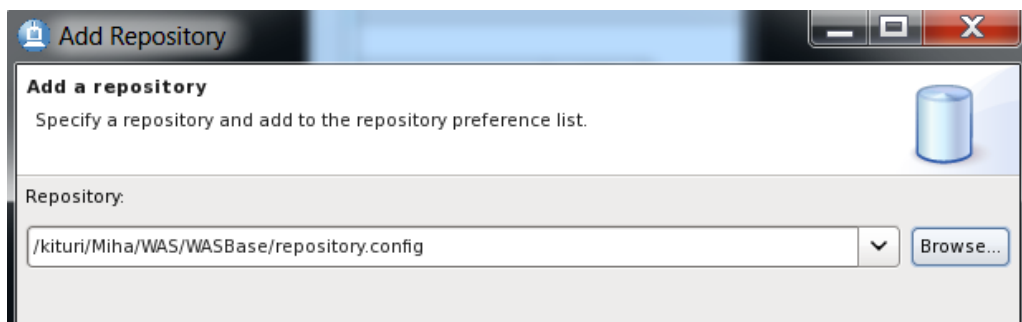 Add Repository
Add a repository
Specify a repository and add to the repository preference list.
Repository:
/kituri/Miha/WAS/WASBase/repository.config
Browse...